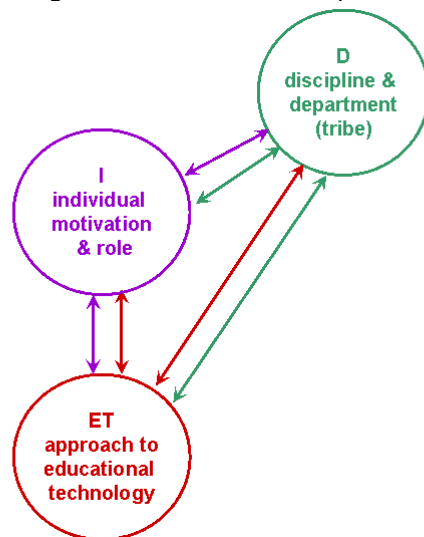 D
discipline &
department
(tribe)
I
individual
motivation
& role
ET
approach to
educational
technology